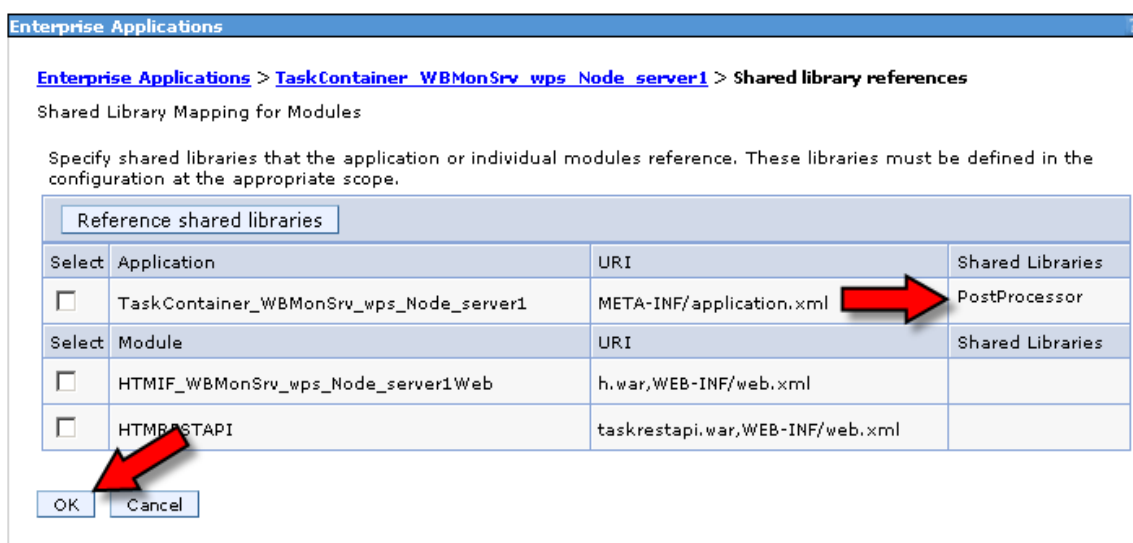 Enterprise Applications
Enterprise Applications > TaskContainer_WBMonSrv_wps_Node_server1 > Shared library references
Shared Library Mapping for Modules
Specify shared libraries that the application or individual modules reference. These libraries must be defined in the
configuration at the appropriate scope.
Reference shared libraries
Select Application URI Shared Libraries
TaskContainer_WBMonSrv_wps_Node_server1 META-INF/application.xml PostProcessor
Select Module URI Shared Libraries
HTMIF_WBMonSrv_wps_Node_server1Web h.war,WEB-INF/web.xml
HTMRESTAPI taskrestapi.war,WEB-INF/web.xml
OK Cancel